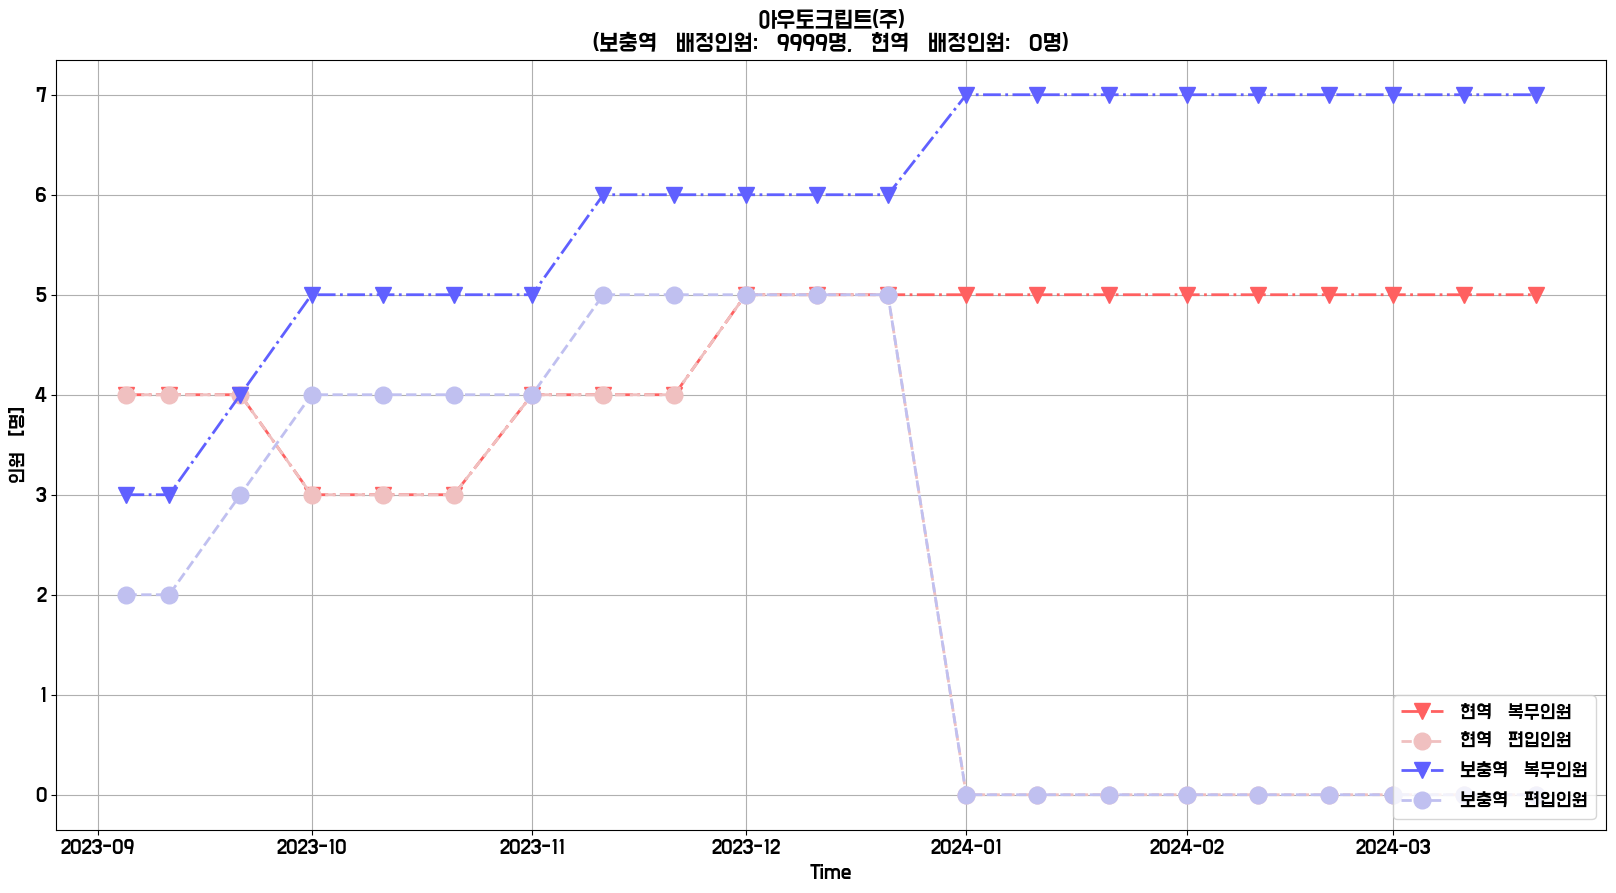 아우토크립트(주)
(보충역 배정인원: 9999명, 현역 배정인원: 0명)
7
6
5
4
3
2
1
0
인원 [명]
2023-09 2023-10 2023-11 2023-12 2024-01 2024-02 2024-03
Time
현역 복무인원
현역 편입인원
보충역 복무인원
보충역 편입인원